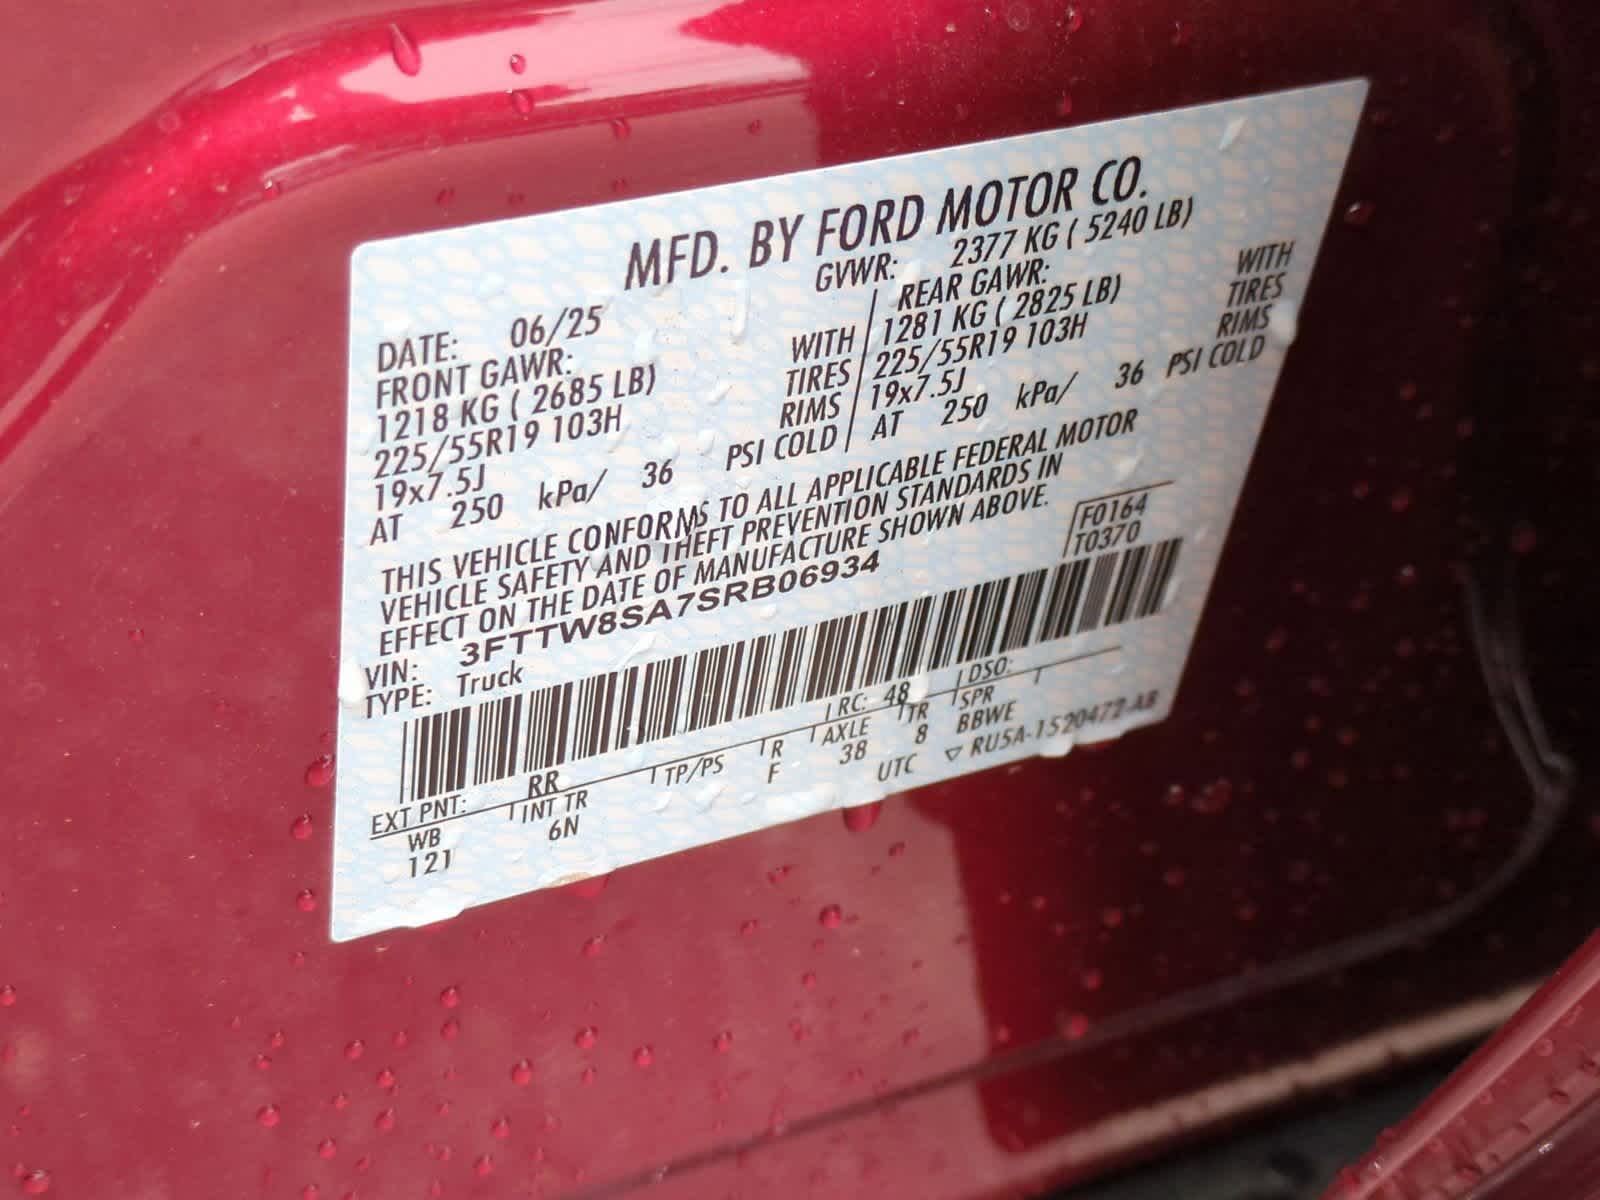 MFD. BY FORD MOTOR CO.
DATE: 06/25 GVWR: 2377 KG ( 5240 LB)
FRONT GAWR: REAR GAWR:
1218 KG ( 2685 LB) WITH 1281 KG ( 2825 LB) WITH
225/55R19 103H TIRES 225/55R19 103H TIRES
19x7.5J RIMS 19x7.5J RIMS
AT 250 kPa/ 36 PSI COLD AT 250 kPa/ 36 PSI COLD
THIS VEHICLE CONFORMS TO ALL APPLICABLE FEDERAL MOTOR
VEHICLE SAFETY AND THEFT PREVENTION STANDARDS IN
EFFECT ON THE DATE OF MANUFACTURE SHOWN ABOVE.
F0164
VIN: 3FTTW8SA7SRB06934 T0370
TYPE: Truck
EXT PNT: RR RC: 48 DSO:
WB INT TR TP/PS R AXLE TR SPR
121 6N F 38 8 BBWE
UTC ▽ RU5A-1520472-AB